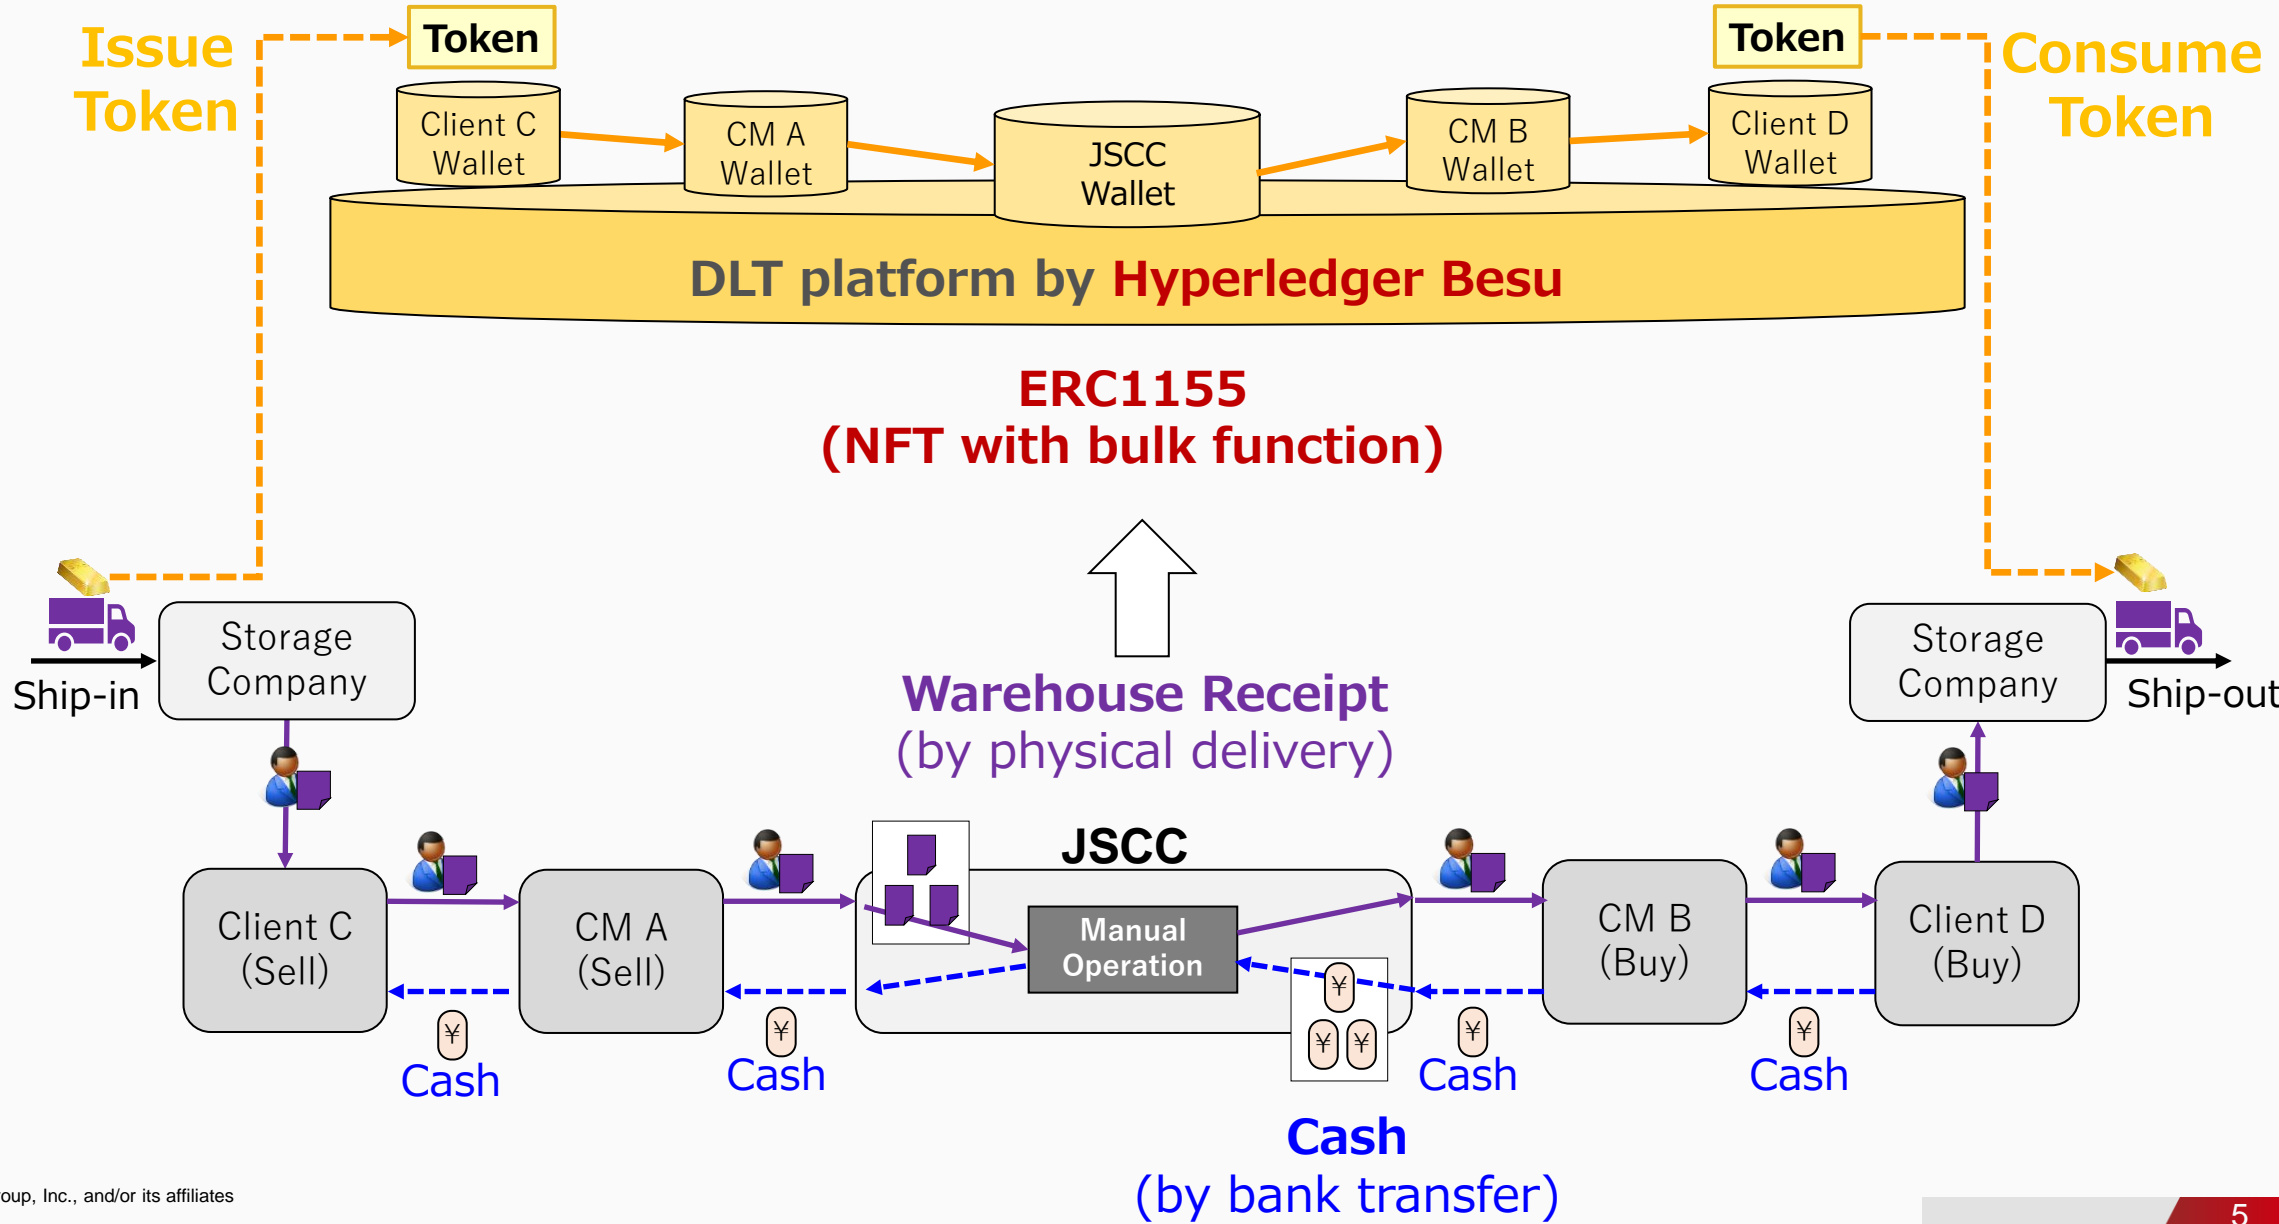 Issue
Token
Token
Token
Consume
Token
Client C
Wallet
CM A
Wallet
JSCC
Wallet
CM B
Wallet
Client D
Wallet
DLT platform by Hyperledger Besu
ERC1155
(NFT with bulk function)
Ship-in
Storage
Company
Warehouse Receipt
(by physical delivery)
Storage
Company
Ship-out
JSCC
Client C
(Sell)
CM A
(Sell)
Manual
Operation
CM B
(Buy)
Client D
(Buy)
¥
Cash
¥
Cash
¥
¥ ¥
¥
Cash
¥
Cash
Cash
(by bank transfer)
oup, Inc., and/or its affiliates
5